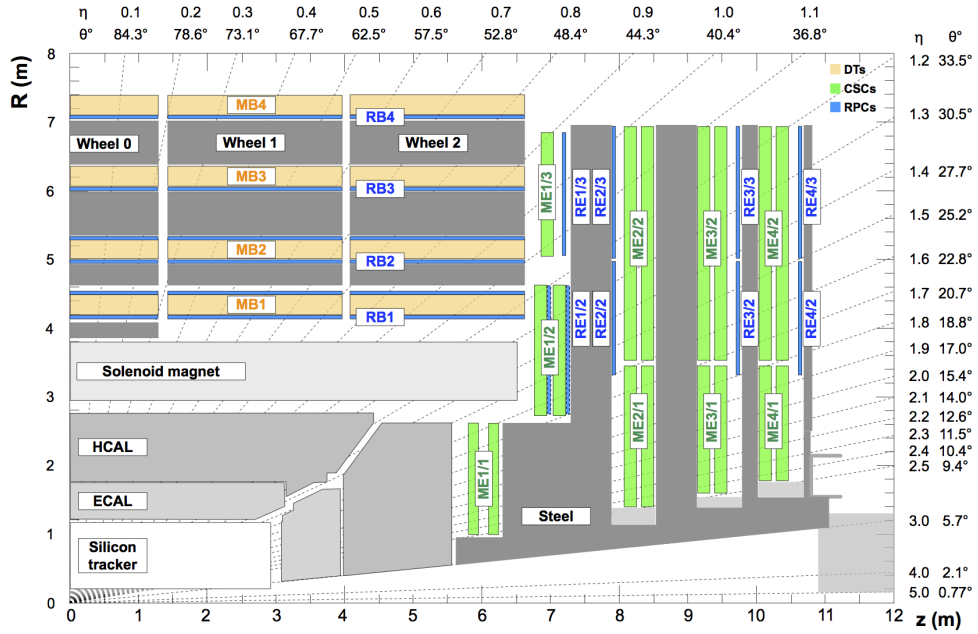 η 0.1 0.2 0.3 0.4 0.5 0.6 0.7 0.8 0.9 1.0 1.1 η θ°
θ° 84.3° 78.6° 73.1° 67.7° 62.5° 57.5° 52.8° 48.4° 44.3° 40.4° 36.8°
R (m)
8
7
6
5
4
3
2
1
0
1.2 33.5°
1.3 30.5°
1.4 27.7°
1.5 25.2°
1.6 22.8°
1.7 20.7°
1.8 18.8°
1.9 17.0°
2.0 15.4°
2.1 14.0°
2.2 12.6°
2.3 11.5°
2.4 10.4°
2.5 9.4°
3.0 5.7°
4.0 2.1°
5.0 0.77°
DTs
CSCs
RPCs
MB4
RB4
Wheel 0
Wheel 1
Wheel 2
MB3
RB3
MB2
RB2
MB1
RB1
ME1/3
RE1/3
RE2/3
ME2/2
ME3/2
RE3/3
ME4/2
RE4/3
ME1/2
RE1/2
RE2/2
RE3/2
RE4/2
Solenoid magnet
HCAL
ECAL
Silicon
tracker
ME1/1
ME2/1
ME3/1
ME4/1
Steel
0 1 2 3 4 5 6 7 8 9 10 11 12
z (m)